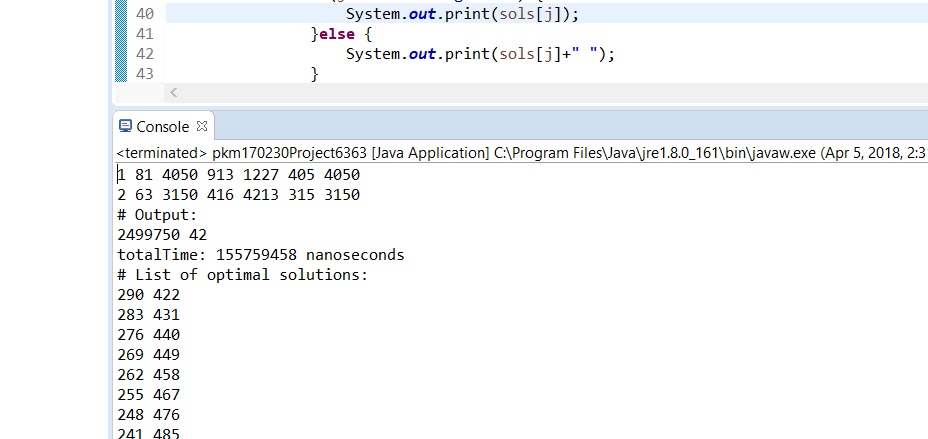 40 System.out.print(sols[j]);
41 }else {
42 System.out.print(sols[j]+" ");
43 }
Console
<terminated> pkm170230Project6363 [Java Application] C:\Program Files\Java\jre1.8.0_161\bin\javaw.exe (Apr 5, 2018, 2:3
1 81 4050 913 1227 405 4050
2 63 3150 416 4213 315 3150
# Output:
2499750 42
totalTime: 155759458 nanoseconds
# List of optimal solutions:
290 422
283 431
276 440
269 449
262 458
255 467
248 476
241 485